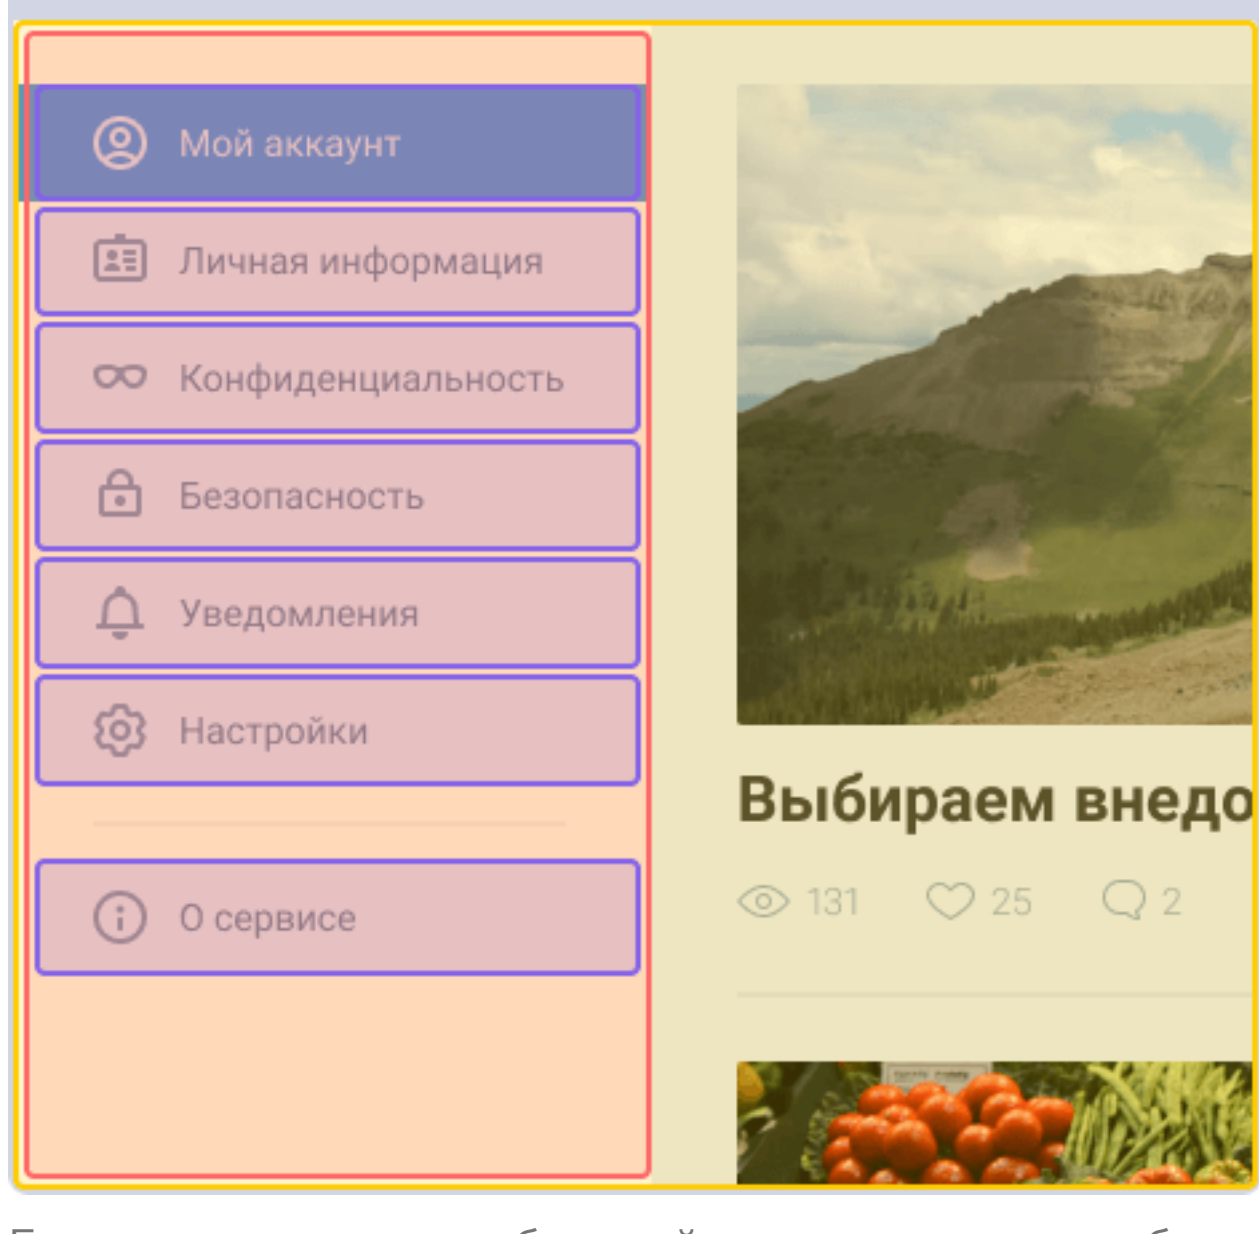 Мой аккаунт
Личная информация
Конфиденциальность
Безопасность
Уведомления
Настройки
О сервисе
Выбираем внедо
131 25 2